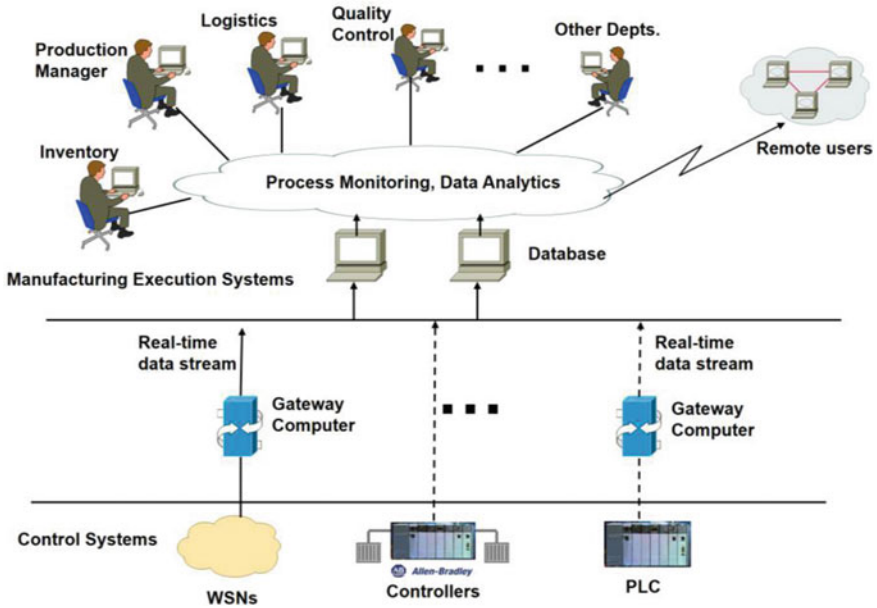 Logistics
Quality
Control
Production
Manager
Other Depts.
Remote users
Inventory
Process Monitoring, Data Analytics
Database
Manufacturing Execution Systems
Real-time
data stream
Real-time
data stream
Gateway
Computer
Gateway
Computer
Control Systems
WSNs
AB Allen-Bradley
Controllers
PLC